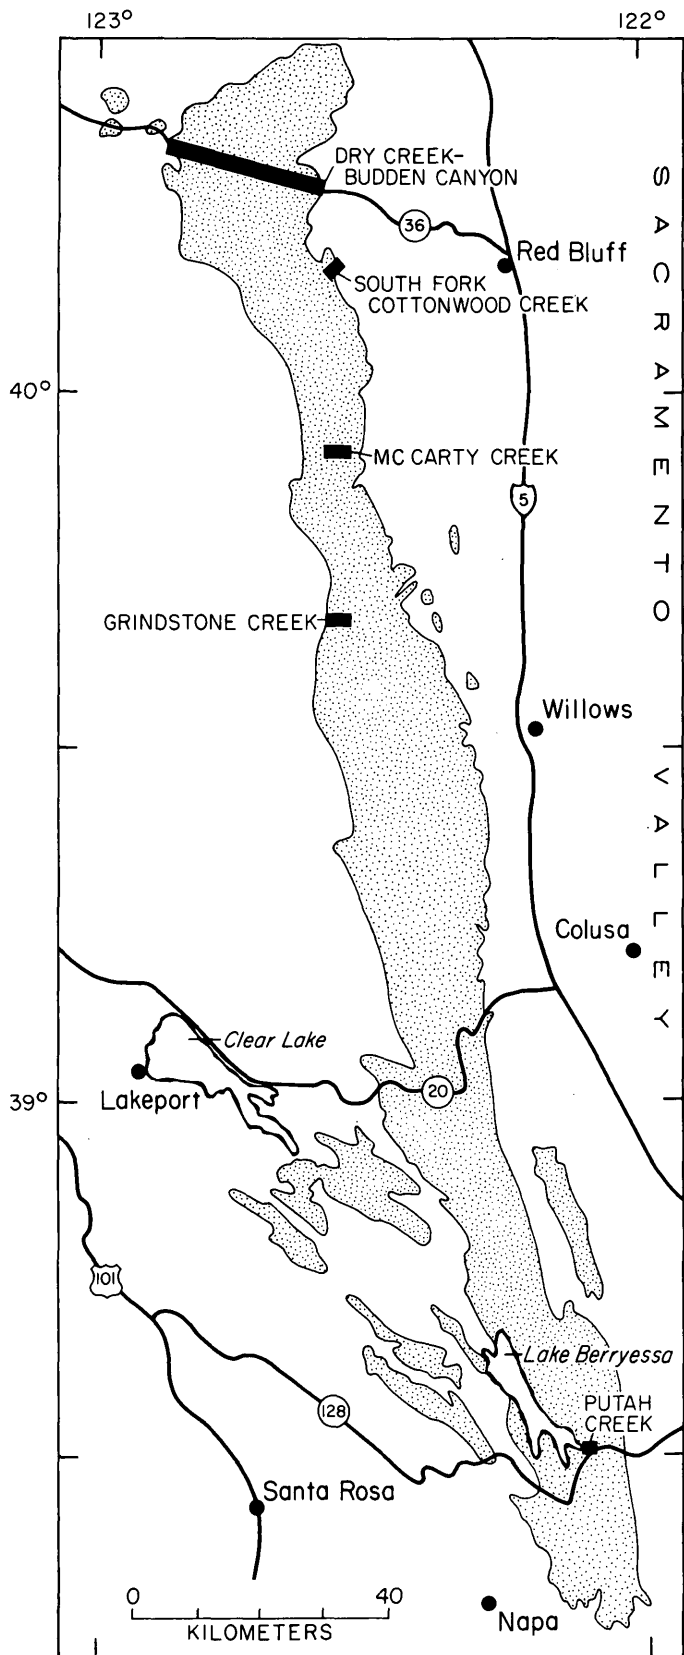 123°
122°
DRY CREEK-
BUDDEN CANYON
36
Red Bluff
SOUTH FORK
COTTONWOOD CREEK
40°
MC CARTY CREEK
5
GRINDSTONE CREEK
Willows
SACRAMENTO VALLEY
Colusa
Clear Lake
Lakeport
39°
20
101
Lake Berryessa
128
PUTAH
CREEK
Santa Rosa
0 40
KILOMETERS
Napa